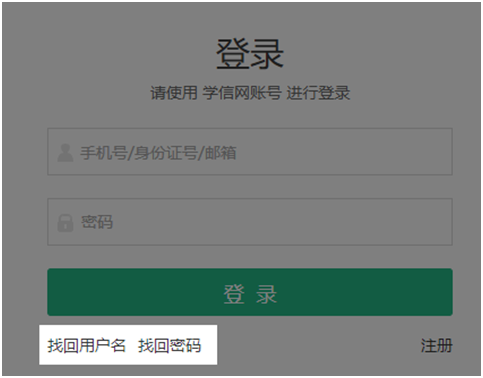 登录
请使用 学信网账号 进行登录
手机号/身份证号/邮箱
密码
登 录
找回用户名 找回密码 注册